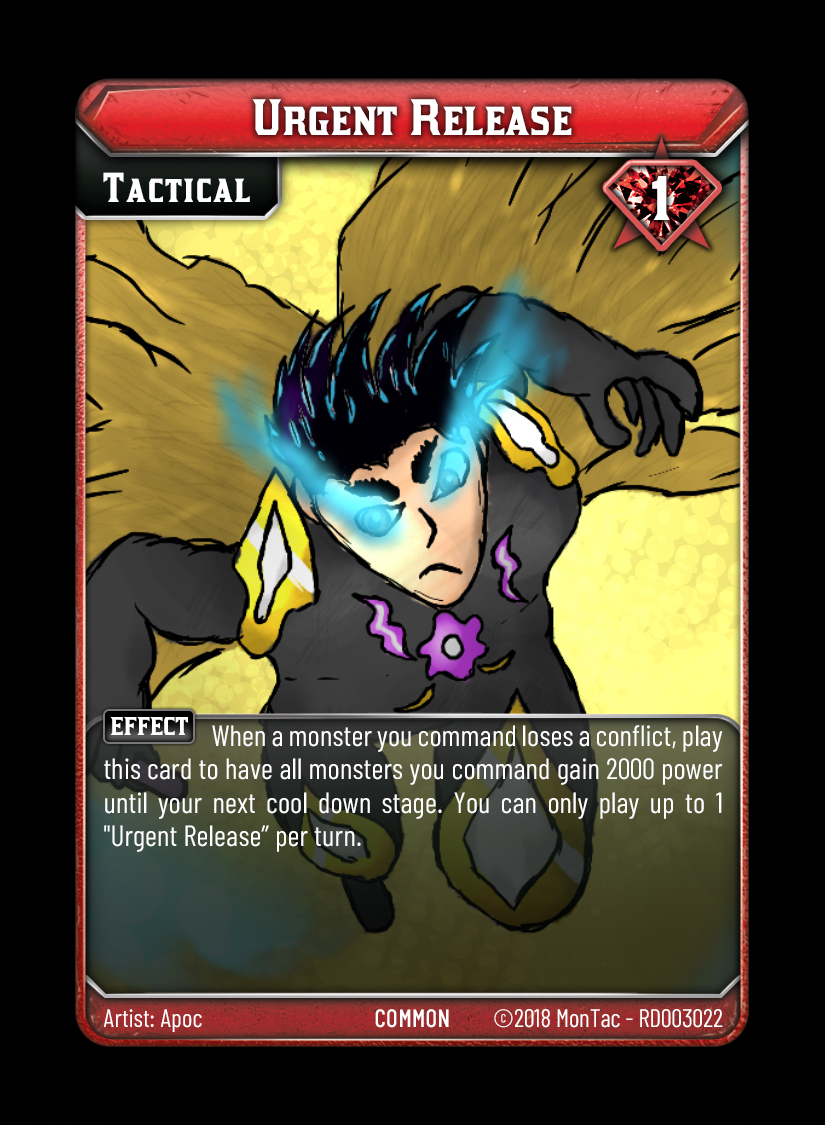 Urgent Release
Tactical
1
EFFECT When a monster you command loses a conflict, play
this card to have all monsters you command gain 2000 power
until your next cool down stage. You can only play up to 1
"Urgent Release” per turn.
Artist: Apoc COMMON ©2018 MonTac - RD003022